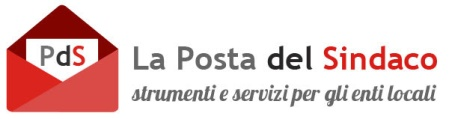 PdS
La Posta del Sindaco
strumenti e servizi per gli enti locali